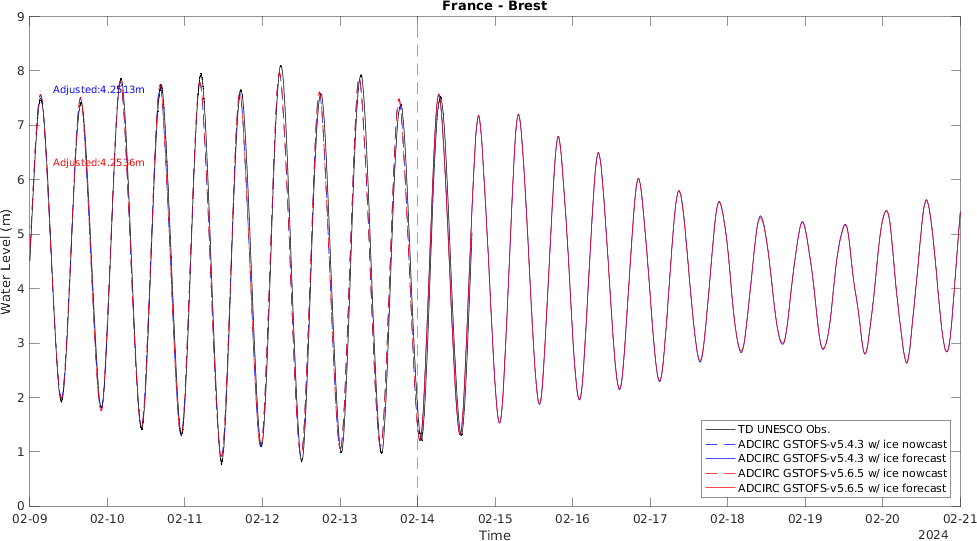 France - Brest
9
8
7
6
5
4
3
2
1
0
Water Level (m)
Adjusted:4.2513m
Adjusted:4.2536m
TD UNESCO Obs.
ADCIRC GSTOFS-v5.4.3 w/ ice nowcast
ADCIRC GSTOFS-v5.4.3 w/ ice forecast
ADCIRC GSTOFS-v5.6.5 w/ ice nowcast
ADCIRC GSTOFS-v5.6.5 w/ ice forecast
02-09 02-10 02-11 02-12 02-13 02-14 02-15 02-16 02-17 02-18 02-19 02-20 02-21
Time
2024